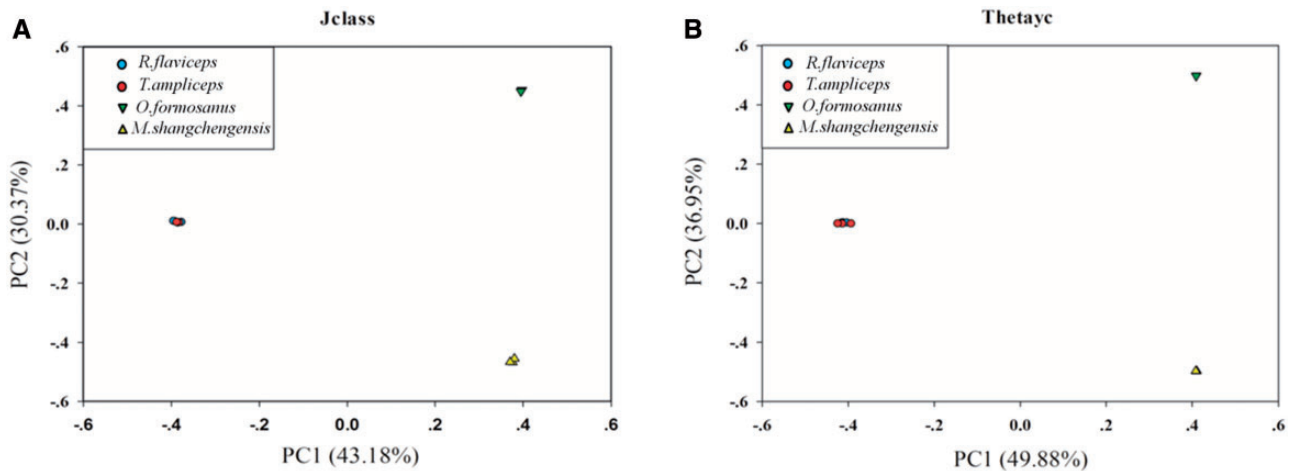 A
Jclass
R.flaviceps
T.ampliceps
O.formosanus
M.shangchengensis
.6
.4
.2
0.0
-.2
-.4
-.6
PC2 (30.37%)
-.6
-.4
-.2
0.0
.2
.4
.6
PC1 (43.18%)
B
Thetayc
R.flaviceps
T.ampliceps
O.formosanus
M.shangchengensis
.6
.4
.2
0.0
-.2
-.4
-.6
PC2 (36.95%)
-.6
-.4
-.2
0.0
.2
.4
.6
PC1 (49.88%)